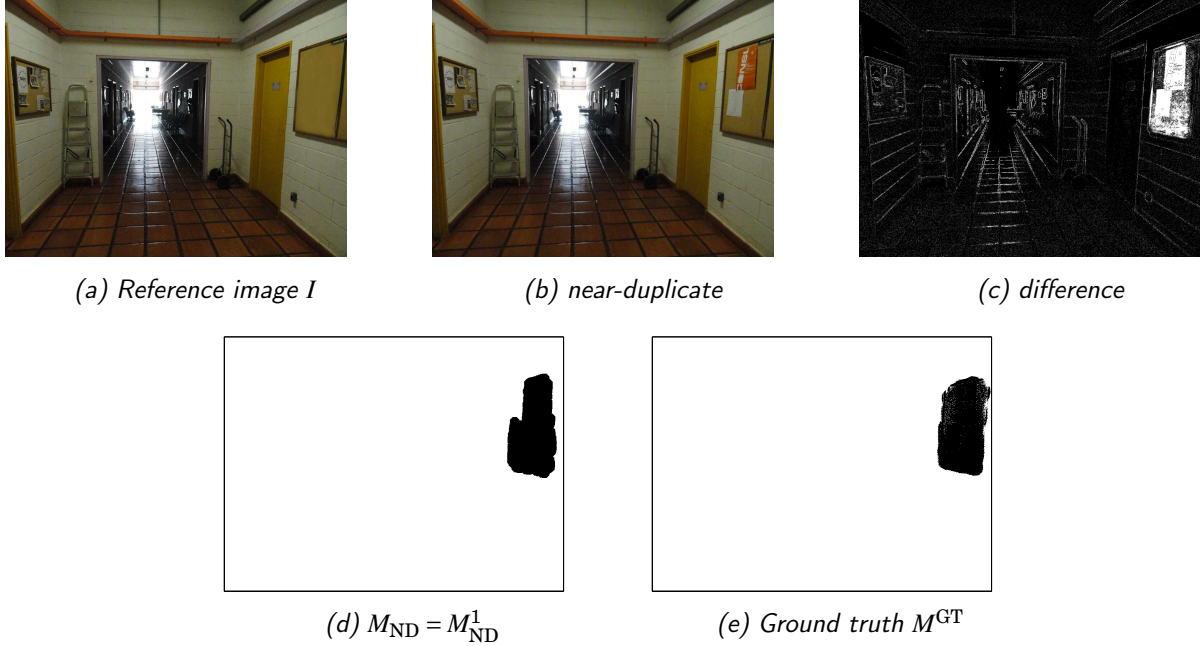 (a) Reference image I
(b) near-duplicate
(c) difference
(d) M_ND = M^1_ND
(e) Ground truth M^GT